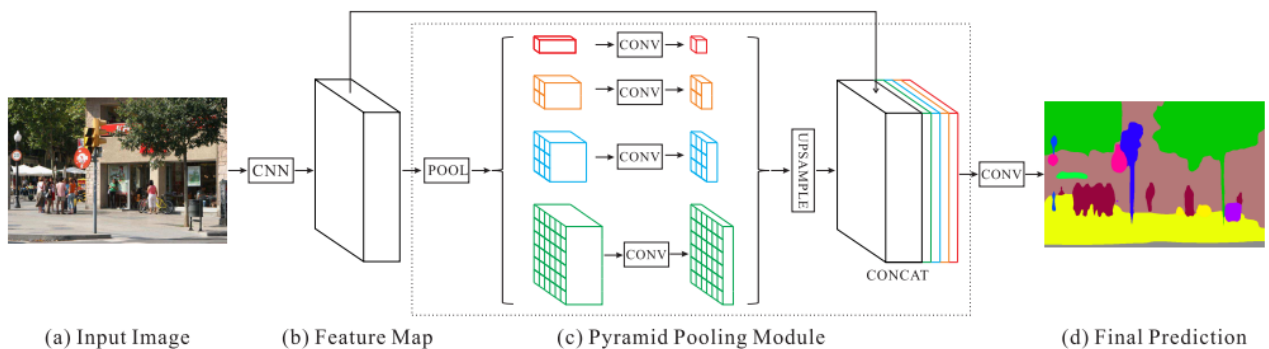 CONV
CONV
CNN
POOL
CONV
UPSAMPLE
CONV
CONV
CONCAT
(a) Input Image
(b) Feature Map
(c) Pyramid Pooling Module
(d) Final Prediction